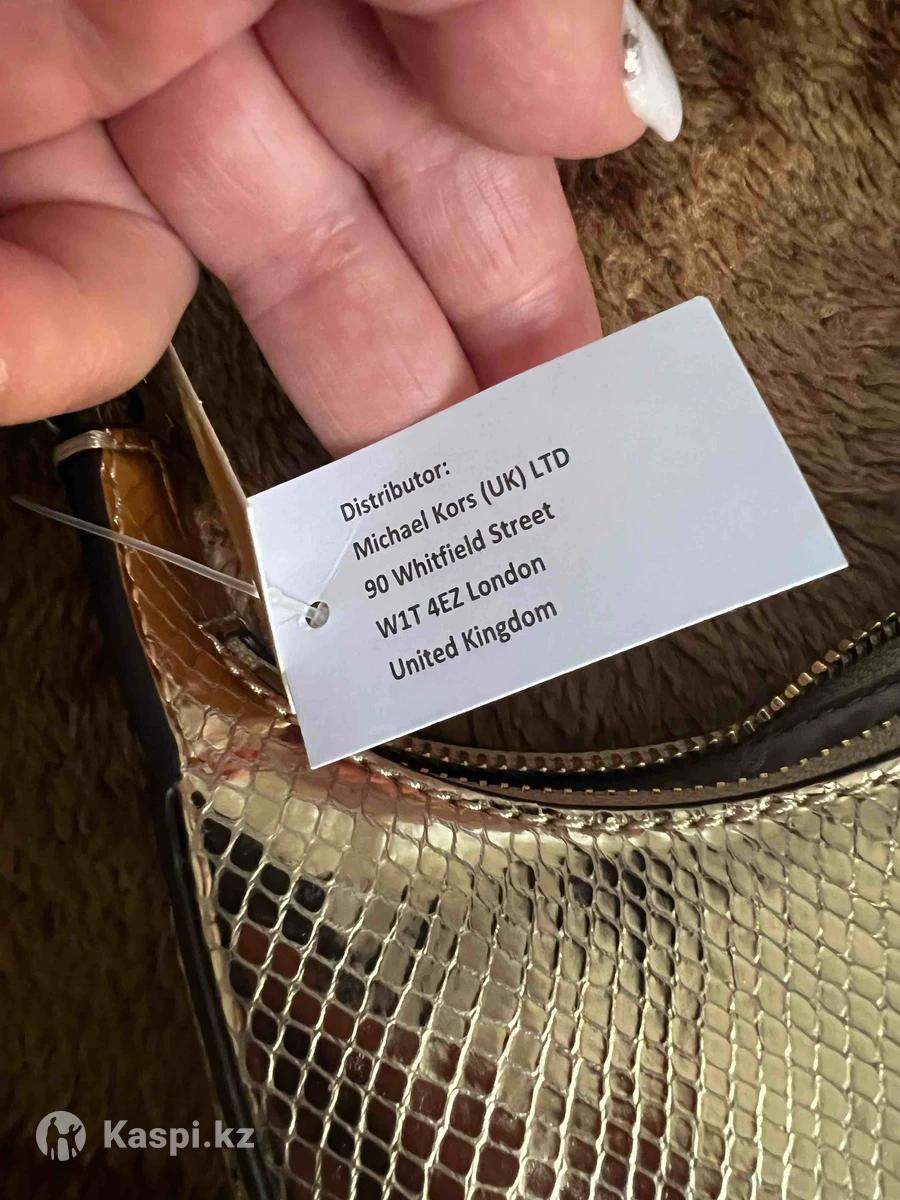 Distributor:
Michael Kors (UK) LTD
90 Whitfield Street
W1T 4EZ London
United Kingdom
Kaspi.kz